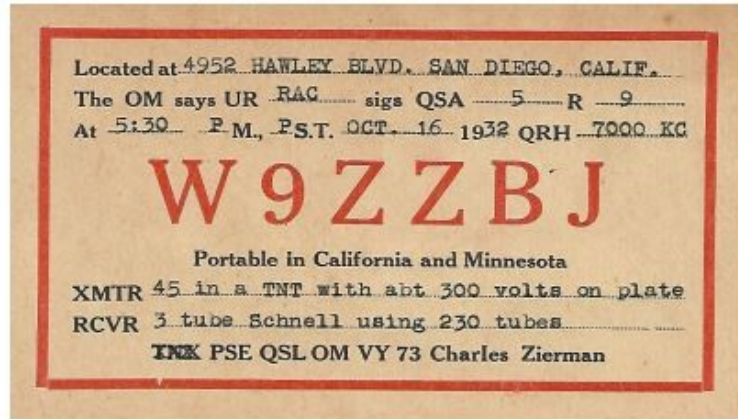 Located at 4952 HAWLEY BLVD. SAN DIEGO, CALIF.
The OM says UR RAC sigs QSA 5 R 9
At 5:30 P M., P S.T. OCT. 16 1932 QRH 7000 KC
W9ZZBJ
Portable in California and Minnesota
XMTR 45 in a TNT with abt 300 volts on plate
RCVR 3 tube Schnell using 230 tubes
PSE QSL OM VY 73 Charles Zierman